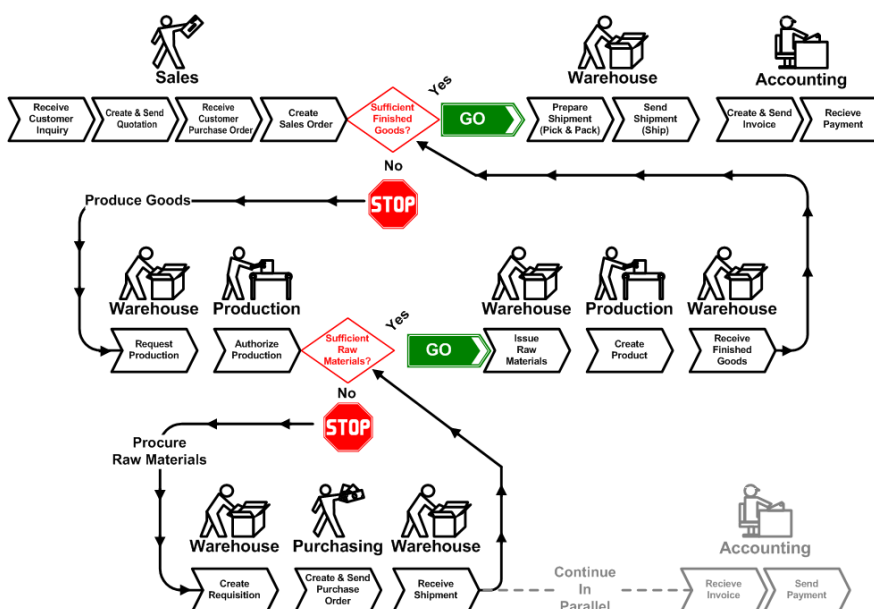 Sales
Warehouse
Accounting
Yes
Receive
Customer
Inquiry
Create & Send
Quotation
Receive
Customer
Purchase Order
Create
Sales Order
Sufficient
Finished
Goods?
GO
Prepare
Shipment
(Pick & Pack)
Send
Shipment
(Ship)
Create & Send
Invoice
Recieve
Payment
No
STOP
Produce Goods
Warehouse
Production
Warehouse
Production
Warehouse
Yes
Request
Production
Authorize
Production
Sufficient
Raw
Materials?
GO
Issue
Raw
Materials
Create
Product
Receive
Finished
Goods
No
STOP
Procure
Raw Materials
Warehouse
Purchasing
Warehouse
Accounting
Create
Requisition
Create & Send
Purchase
Order
Receive
Shipment
Continue
In
Parallel
Recieve
Invoice
Send
Payment